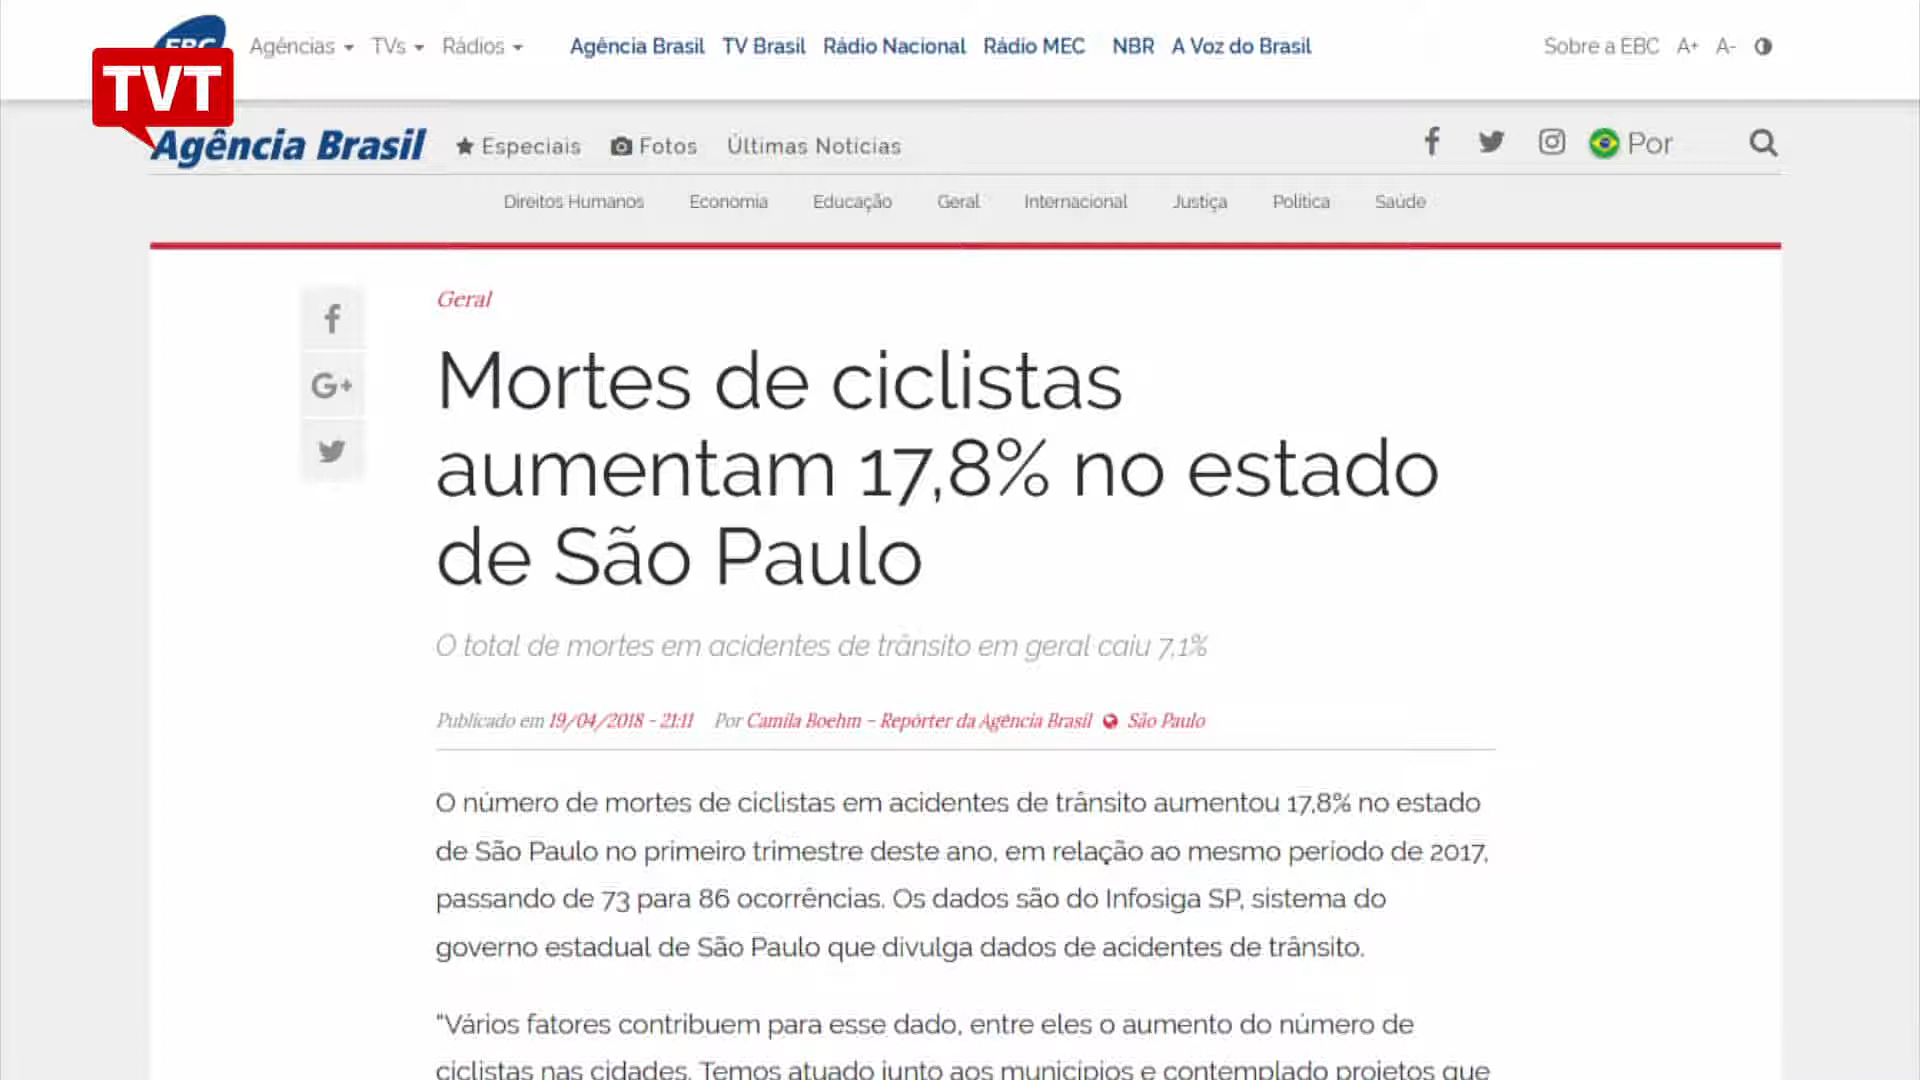 EBC Agências TVs Rádios Agência Brasil TV Brasil Rádio Nacional Rádio MEC NBR A Voz do Brasil Sobre a EBC A+ A-
TVT
Agência Brasil Especiais Fotos Últimas Notícias Por
Direitos Humanos Economia Educação Geral Internacional Justiça Política Saúde
Geral
Mortes de ciclistas
aumentam 17,8% no estado
de São Paulo
G+
O total de mortes em acidentes de trânsito em geral caiu 7,1%
Publicado em 19/04/2018 - 21:11 Por Camila Boehm - Repórter da Agência Brasil São Paulo
O número de mortes de ciclistas em acidentes de trânsito aumentou 17,8% no estado
de São Paulo no primeiro trimestre deste ano, em relação ao mesmo período de 2017,
passando de 73 para 86 ocorrências. Os dados são do Infosiga SP, sistema do
governo estadual de São Paulo que divulga dados de acidentes de trânsito.
"Vários fatores contribuem para esse dado, entre eles o aumento do número de
ciclistas nas cidades. Temos atuado junto aos municípios e contemplado projetos que